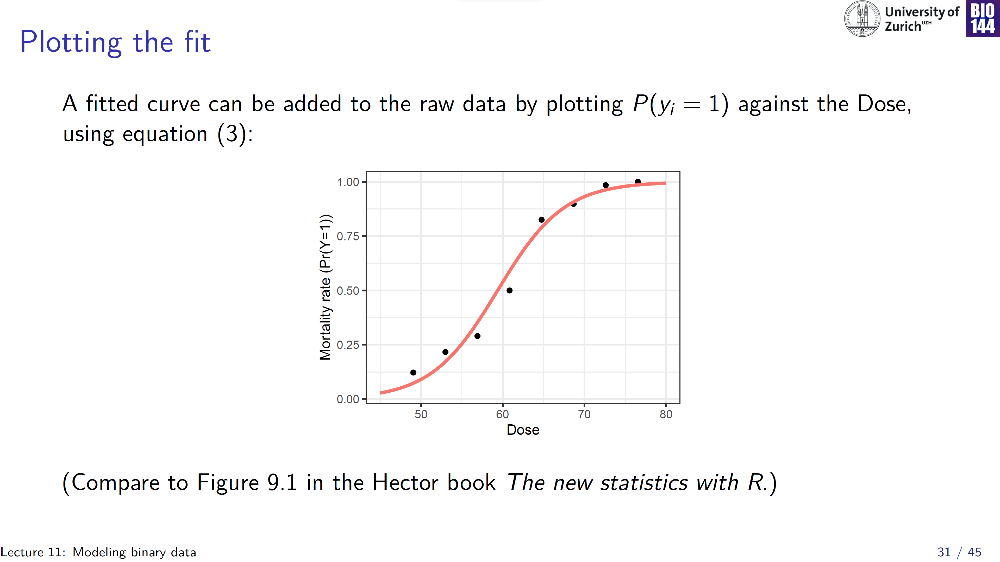 University of
Zurich UZH
BIO
144
Plotting the fit
A fitted curve can be added to the raw data by plotting P(yᵢ = 1) against the Dose,
using equation (3):
Mortality rate (Pr(Y=1))
1.00
0.75
0.50
0.25
0.00
50 60 70 80
Dose
(Compare to Figure 9.1 in the Hector book The new statistics with R.)
Lecture 11: Modeling binary data
31 / 45